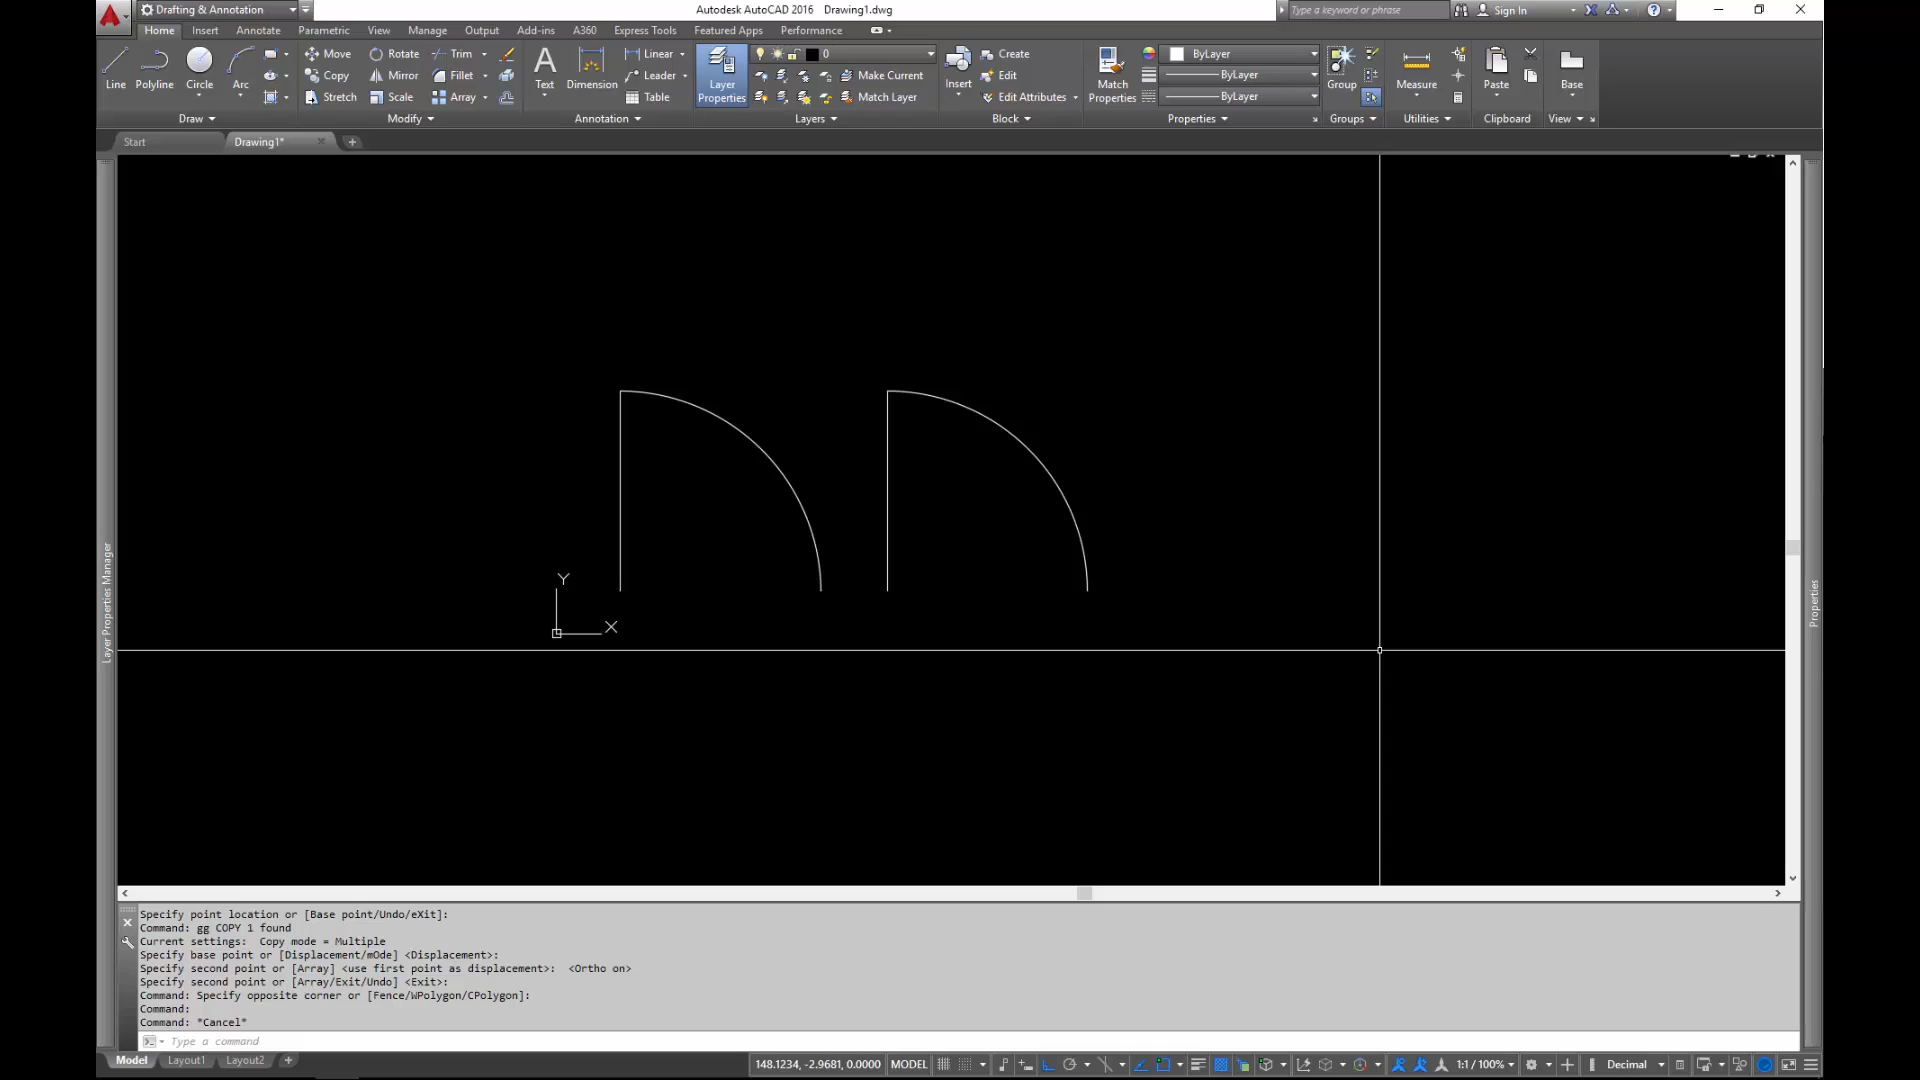 Drafting & Annotation
Autodesk AutoCAD 2016 Drawing1.dwg
Type a keyword or phrase
Sign In
Home Insert Annotate Parametric View Manage Output Add-ins A360 Express Tools Featured Apps Performance
Line
Polyline
Circle
Arc
Move
Copy
Stretch
Rotate
Mirror
Scale
Trim
Fillet
Array
Text
Dimension
Linear
Leader
Table
Layer
Properties
0
Make Current
Match Layer
Insert
Create
Edit
Edit Attributes
Match
Properties
ByLayer
ByLayer
ByLayer
Group
Measure
Paste
Base
Draw Modify Annotation Layers Block Properties Groups Utilities Clipboard View
Start
Drawing1*
Layer Properties Manager
Y
X
Properties
Specify point location or [Base point/Undo/eXit]:
Command: gg COPY 1 found
Current settings:  Copy mode = Multiple
Specify base point or [Displacement/mOde] <Displacement>:
Specify second point or [Array] <use first point as displacement>:  <Ortho on>
Specify second point or [Array/Exit/Undo] <Exit>:
Command: Specify opposite corner or [Fence/WPolygon/CPolygon]:
Command:
Command: *Cancel*
Type a command
Model Layout1 Layout2
148.1234, -2.9681, 0.0000 MODEL
1:1 / 100%
Decimal